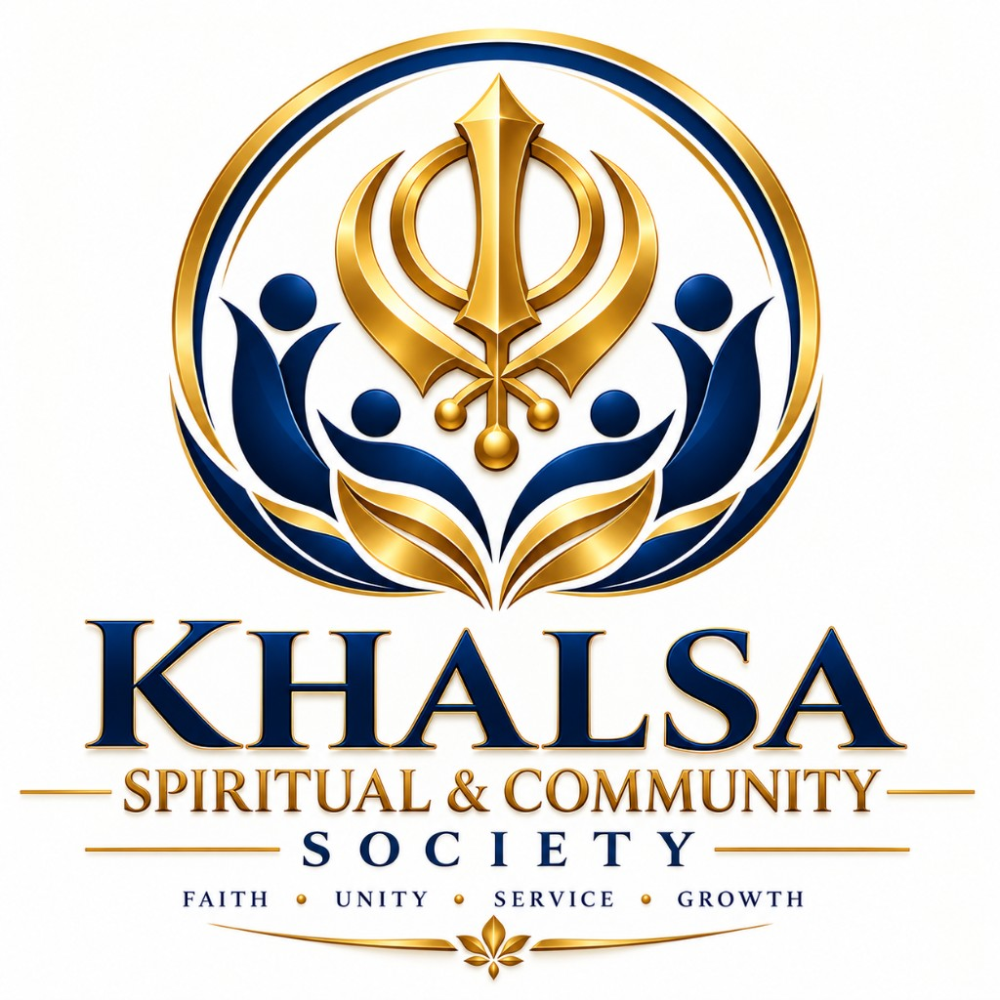 KHALSA
SPIRITUAL & COMMUNITY
SOCIETY
FAITH • UNITY • SERVICE • GROWTH